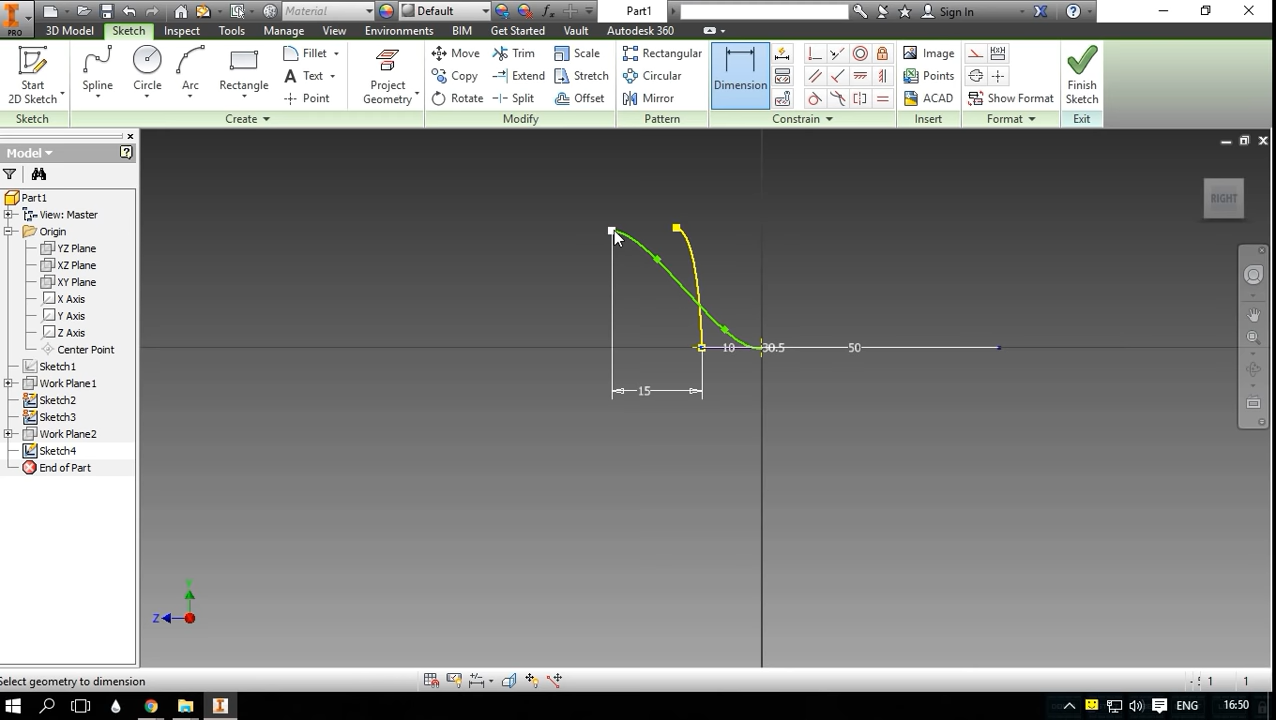 Material
Default
Part1
Sign In
PRO
3D Model
Sketch
Inspect
Tools
Manage
View
Environments
BIM
Get Started
Vault
Autodesk 360
Start
2D Sketch
Spline
Circle
Arc
Rectangle
Fillet
Text
Point
Project
Geometry
Move
Copy
Rotate
Trim
Extend
Split
Scale
Stretch
Offset
Rectangular
Circular
Mirror
Dimension
Image
Points
ACAD
Show Format
Finish
Sketch
Sketch
Create
Modify
Pattern
Constrain
Insert
Format
Exit
Model
Part1
View: Master
Origin
YZ Plane
XZ Plane
XY Plane
X Axis
Y Axis
Z Axis
Center Point
Sketch1
Work Plane1
Sketch2
Sketch3
Work Plane2
Sketch4
End of Part
RIGHT
10
30.5
50
15
Y
Z
Select geometry to dimension
1
1
ENG
16:50